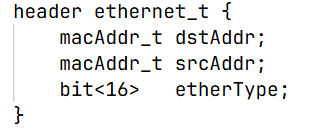 header ethernet_t {
    macAddr_t dstAddr;
    macAddr_t srcAddr;
    bit<16>   etherType;
}